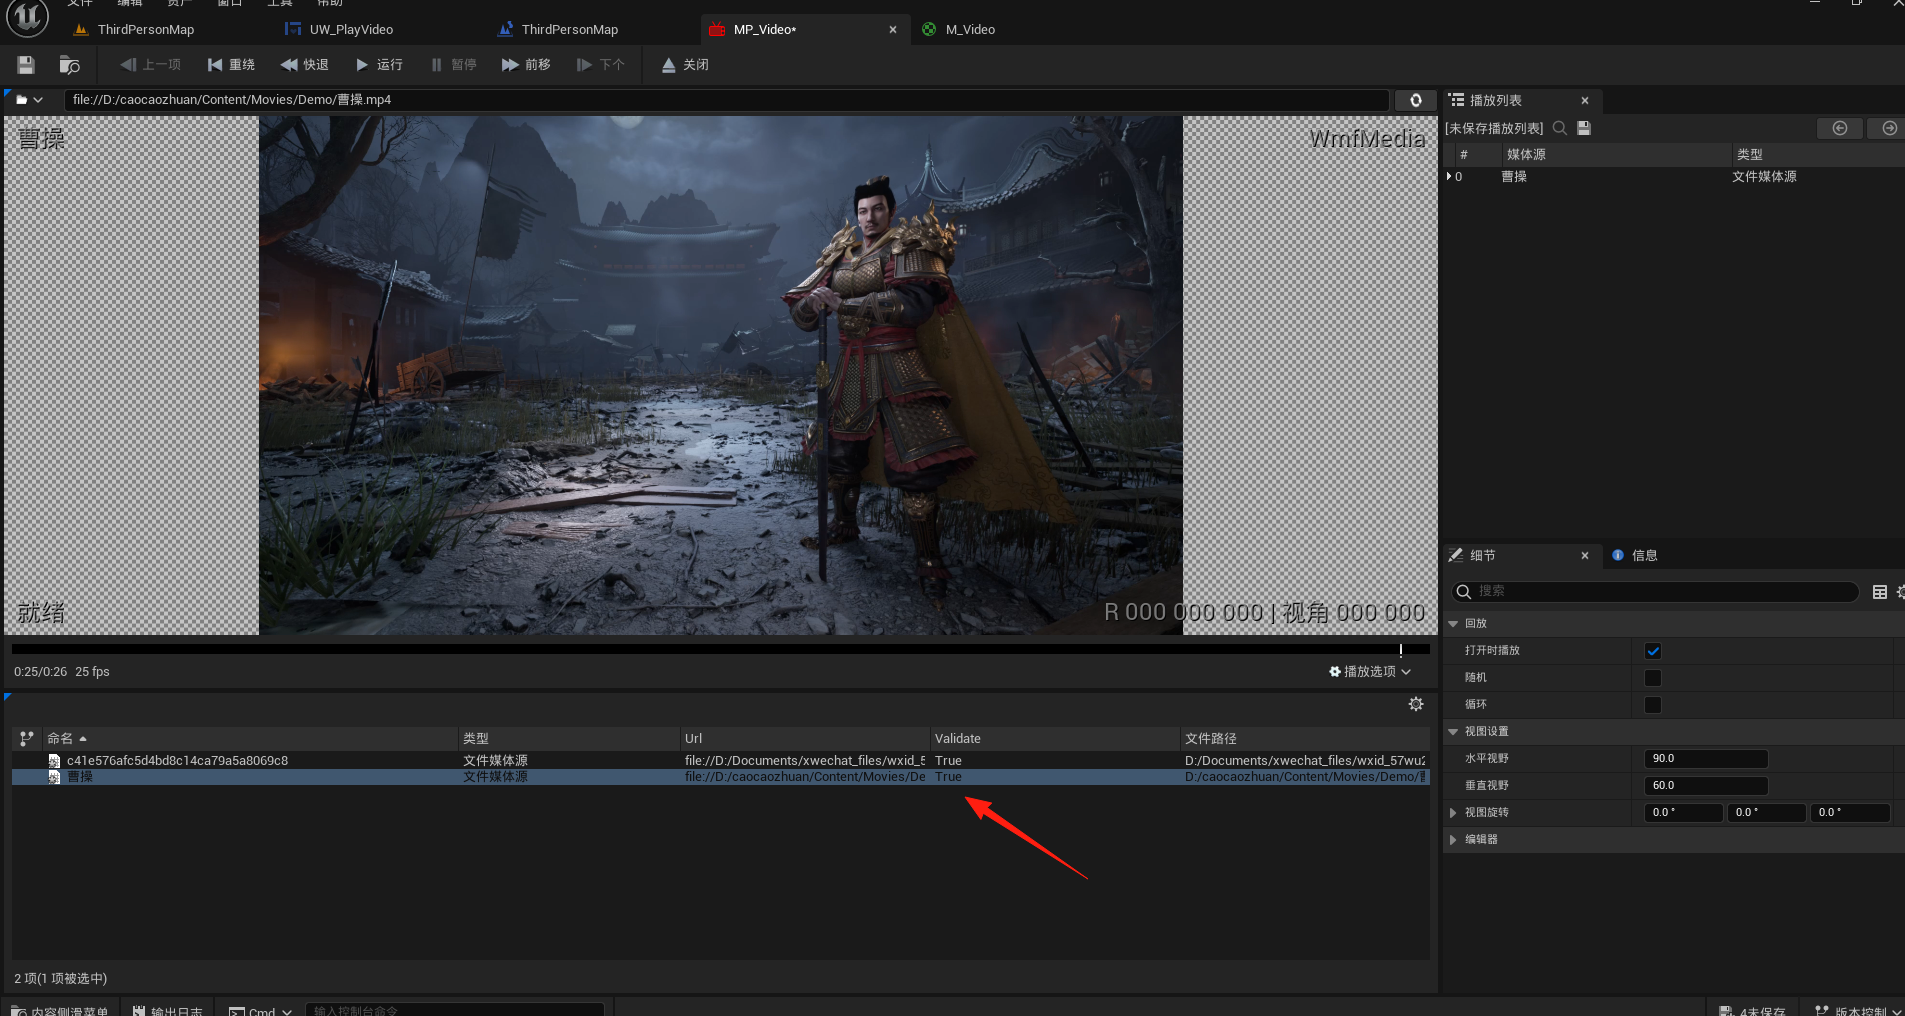 文件 编辑 资产 窗口 工具 帮助
ThirdPersonMap UW_PlayVideo ThirdPersonMap MP_Video* M_Video
上一项 重绕 快退 运行 暂停 前移 下个 关闭
file://D:/caocaozhuan/Content/Movies/Demo/曹操.mp4
播放列表
曹操 WmfMedia
[未保存播放列表]
# 媒体源 类型
0 曹操 文件媒体源
就绪 R 000 000 000 | 视角 000 000
0:25/0:26 25 fps 播放选项
细节 信息
搜索
回放
打开时播放
随机
循环
视图设置
水平视野 90.0
垂直视野 60.0
视图旋转 0.0 ° 0.0 ° 0.0 °
编辑器
命名 类型 Url Validate 文件路径
c41e576afc5d4bd8c14ca79a5a8069c8 文件媒体源 file://D:/Documents/xwechat_files/wxid_5 True D:/Documents/xwechat_files/wxid_57wu2
曹操 文件媒体源 file://D:/caocaozhuan/Content/Movies/De True D:/caocaozhuan/Content/Movies/Demo/曹
2 项(1 项被选中)
内容侧滑菜单 输出日志 Cmd 输入控制台命令 4未保存 版本控制